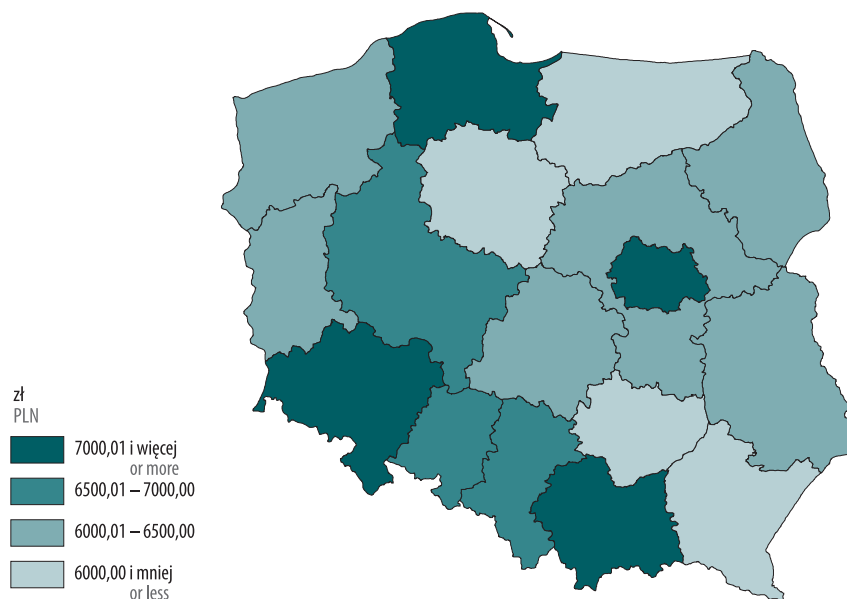 zł
PLN
7000,01 i więcej
or more
6500,01 – 7000,00
6000,01 – 6500,00
6000,00 i mniej
or less